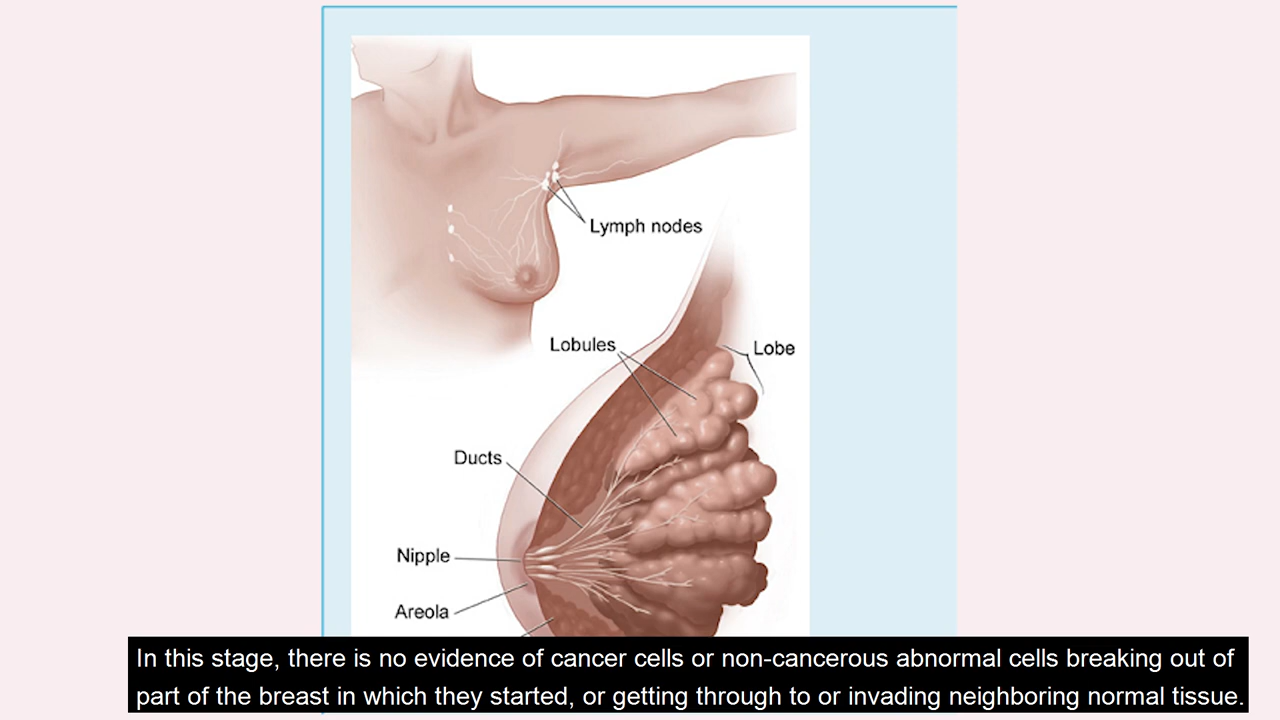 Lymph nodes
Lobules
Lobe
Ducts
Nipple
Areola
In this stage, there is no evidence of cancer cells or non-cancerous abnormal cells breaking out of
part of the breast in which they started, or getting through to or invading neighboring normal tissue.